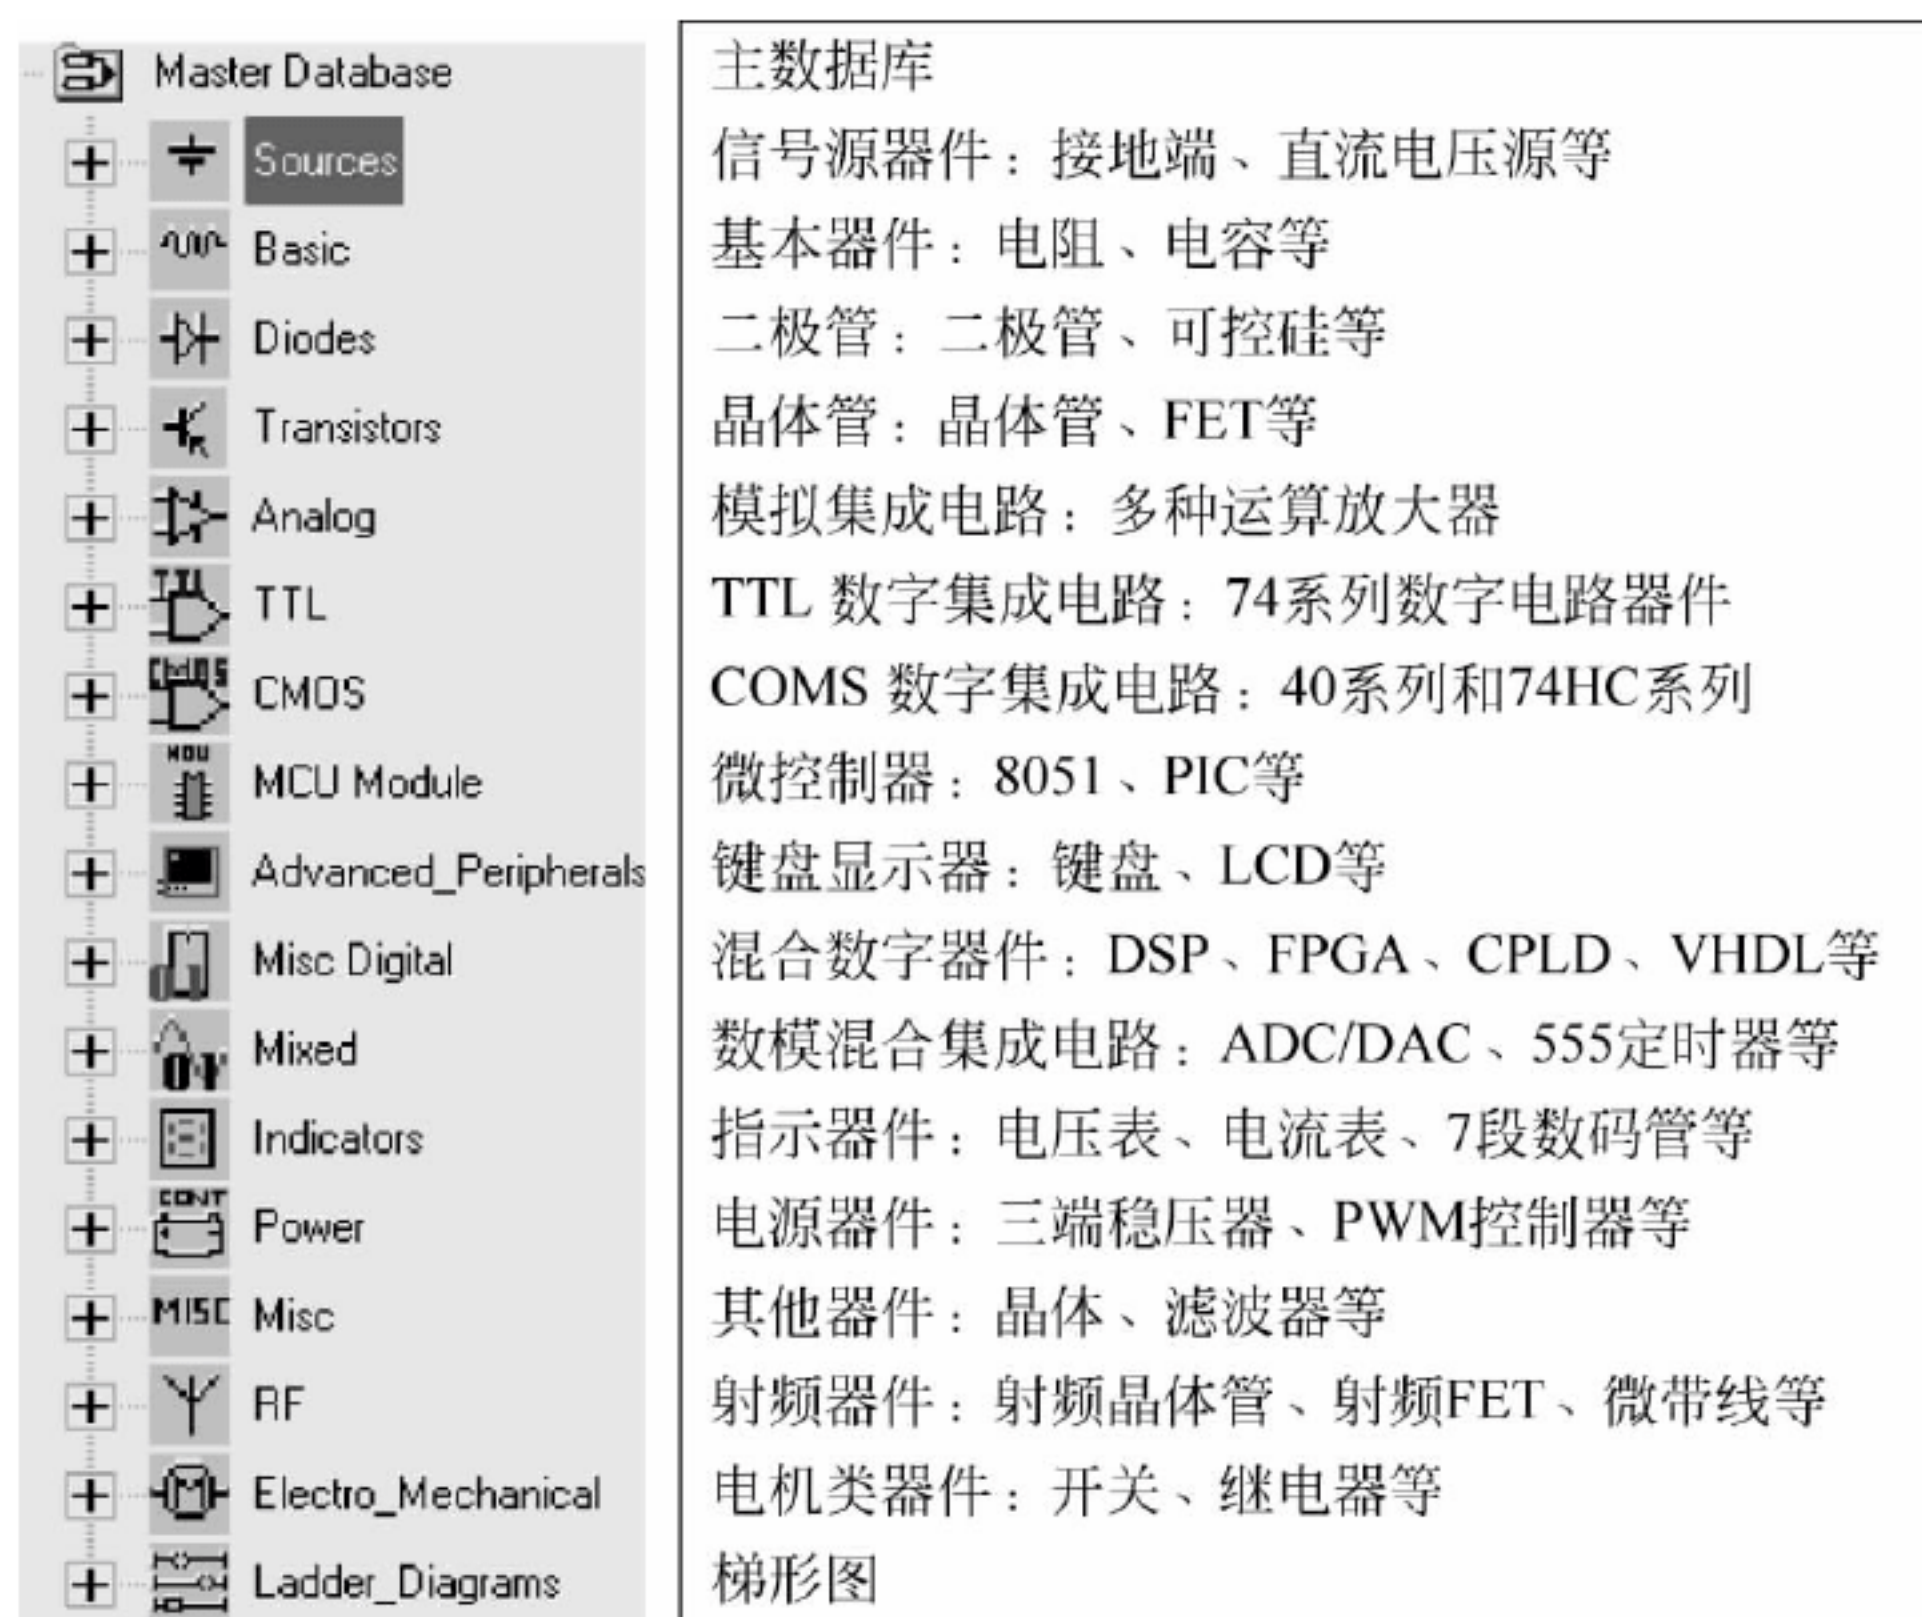 Master Database 主数据库
Sources 信号源器件：接地端、直流电压源等
Basic 基本器件：电阻、电容等
Diodes 二极管：二极管、可控硅等
Transistors 晶体管：晶体管、FET等
Analog 模拟集成电路：多种运算放大器
TTL TTL 数字集成电路：74系列数字电路器件
CMOS COMS 数字集成电路：40系列和74HC系列
MCU Module 微控制器：8051、PIC等
Advanced_Peripherals 键盘显示器：键盘、LCD等
Misc Digital 混合数字器件：DSP、FPGA、CPLD、VHDL等
Mixed 数模混合集成电路：ADC/DAC、555定时器等
Indicators 指示器件：电压表、电流表、7段数码管等
CONT Power 电源器件：三端稳压器、PWM控制器等
MISC Misc 其他器件：晶体、滤波器等
RF 射频器件：射频晶体管、射频FET、微带线等
Electro_Mechanical 电机类器件：开关、继电器等
Ladder_Diagrams 梯形图